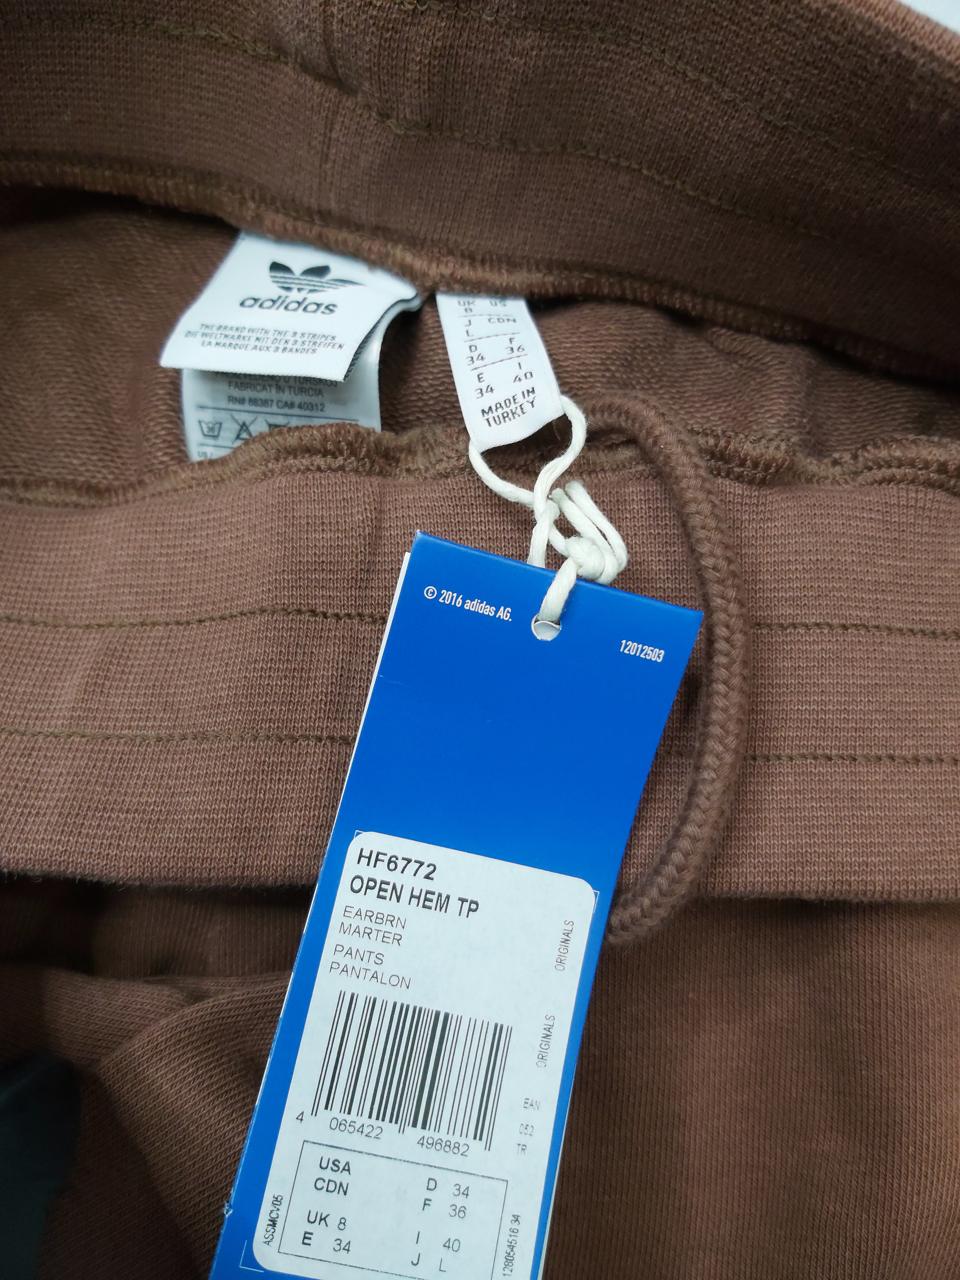 adidas
THE BRAND WITH THE 3 STRIPES
DIE WELTMARKE MIT DEN 3 STREIFEN
LA MARQUE AUX 3 BANDES
FABRICAT ÎN TURCIA
RN# 88387 CA# 40312
UK US
8
J CDN
L
D F
34 36
E I
34 40
MADE IN
TURKEY
© 2016 adidas AG.
12012503
HF6772
OPEN HEM TP
EARBRN
MARTER
PANTS
PANTALON
ORIGINALS
ORIGINALS
EAN
TR
4 065422 496882
USA
CDN
UK 8
E 34
D 34
F 36
I 40
J L
ASSMCV05